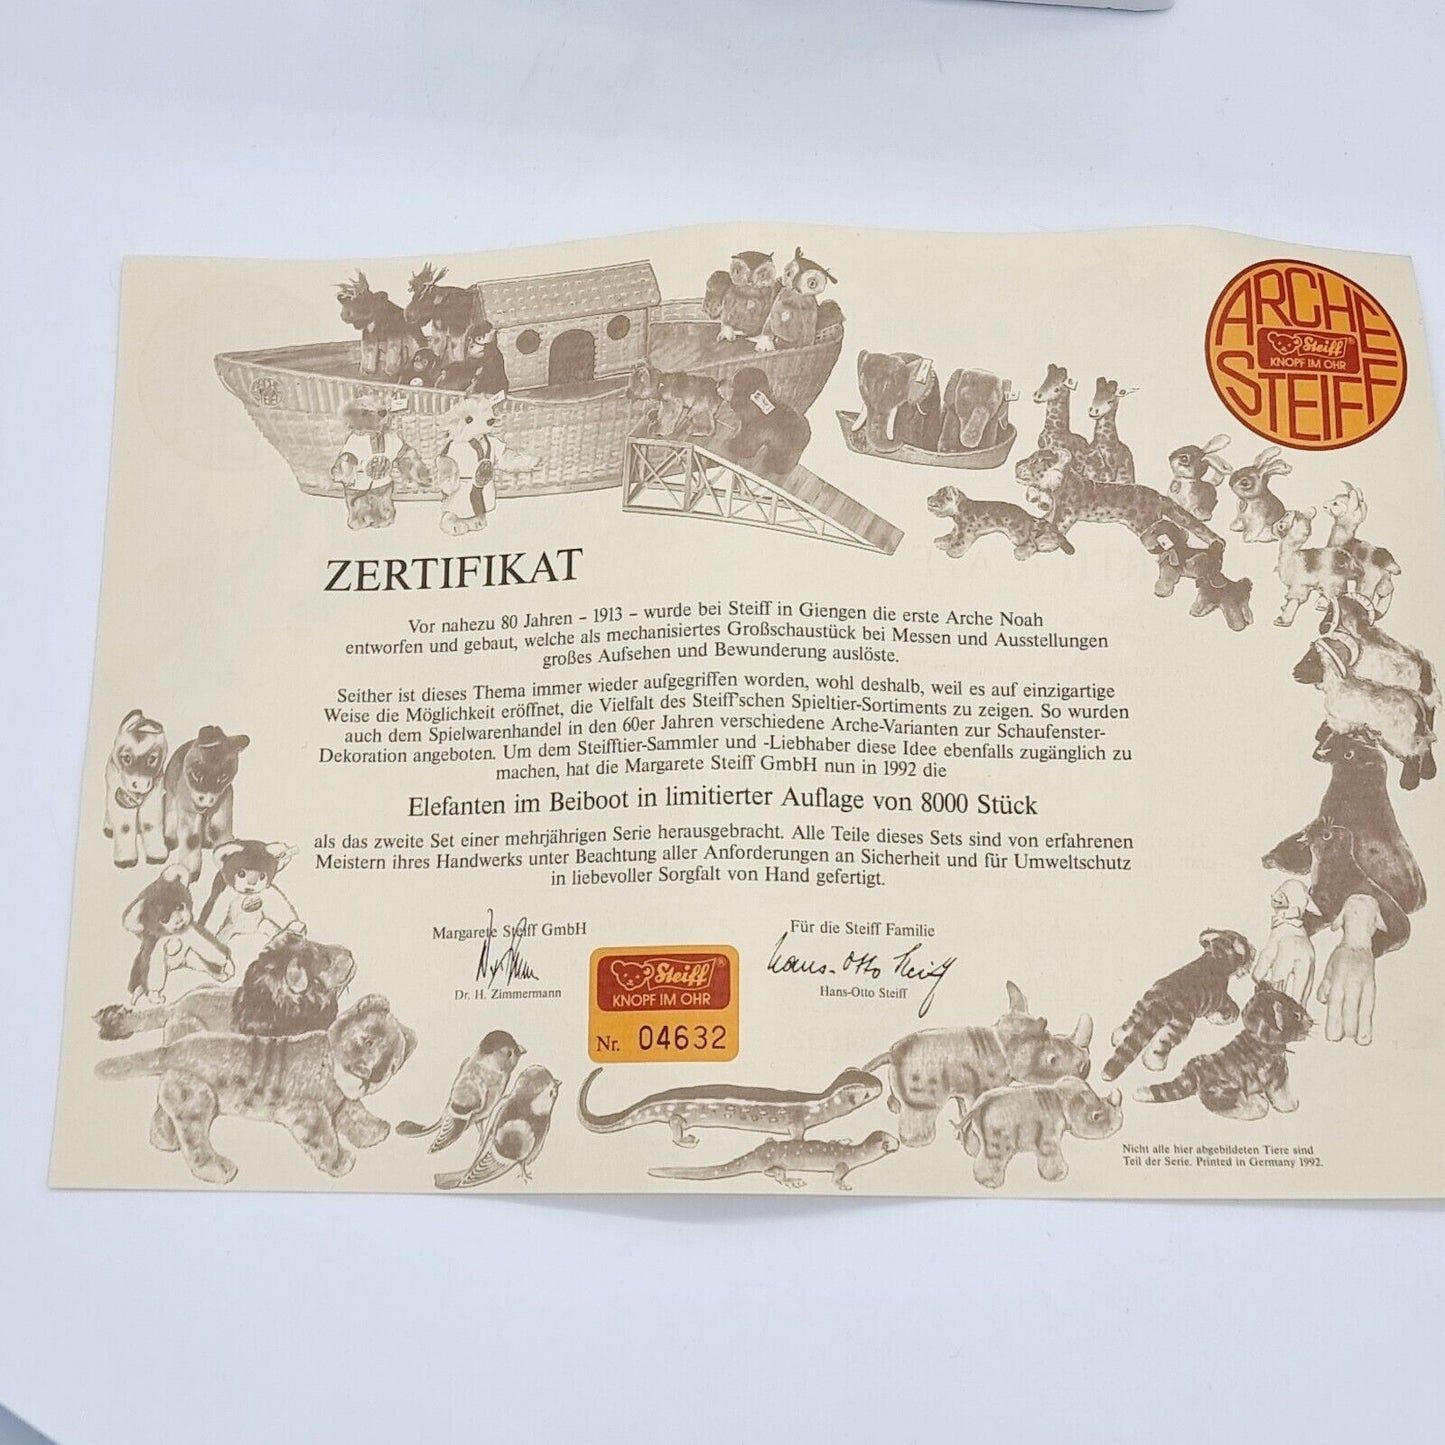 ARCHE
Steiff®
KNOPF IM OHR
STEIFF
ZERTIFIKAT
Vor nahezu 80 Jahren – 1913 – wurde bei Steiff in Giengen die erste Arche Noah
entworfen und gebaut, welche als mechanisiertes Großschaustück bei Messen und Ausstellungen
großes Aufsehen und Bewunderung auslöste.
Seither ist dieses Thema immer wieder aufgegriffen worden, wohl deshalb, weil es auf einzigartige
Weise die Möglichkeit eröffnet, die Vielfalt des Steiff'schen Spieltier-Sortiments zu zeigen. So wurden
auch dem Spielwarenhandel in den 60er Jahren verschiedene Arche-Varianten zur Schaufenster-
Dekoration angeboten. Um dem Steifftier-Sammler und -Liebhaber diese Idee ebenfalls zugänglich zu
machen, hat die Margarete Steiff GmbH nun in 1992 die
Elefanten im Beiboot in limitierter Auflage von 8000 Stück
als das zweite Set einer mehrjährigen Serie herausgebracht. Alle Teile dieses Sets sind von erfahrenen
Meistern ihres Handwerks unter Beachtung aller Anforderungen an Sicherheit und für Umweltschutz
in liebevoller Sorgfalt von Hand gefertigt.
Margarete Steiff GmbH
Dr. H. Zimmermann
Für die Steiff Familie
Hans-Otto Steiff
Hans-Otto Steiff
Steiff®
KNOPF IM OHR
Nr. 04632
Nicht alle hier abgebildeten Tiere sind
Teil der Serie. Printed in Germany 1992.